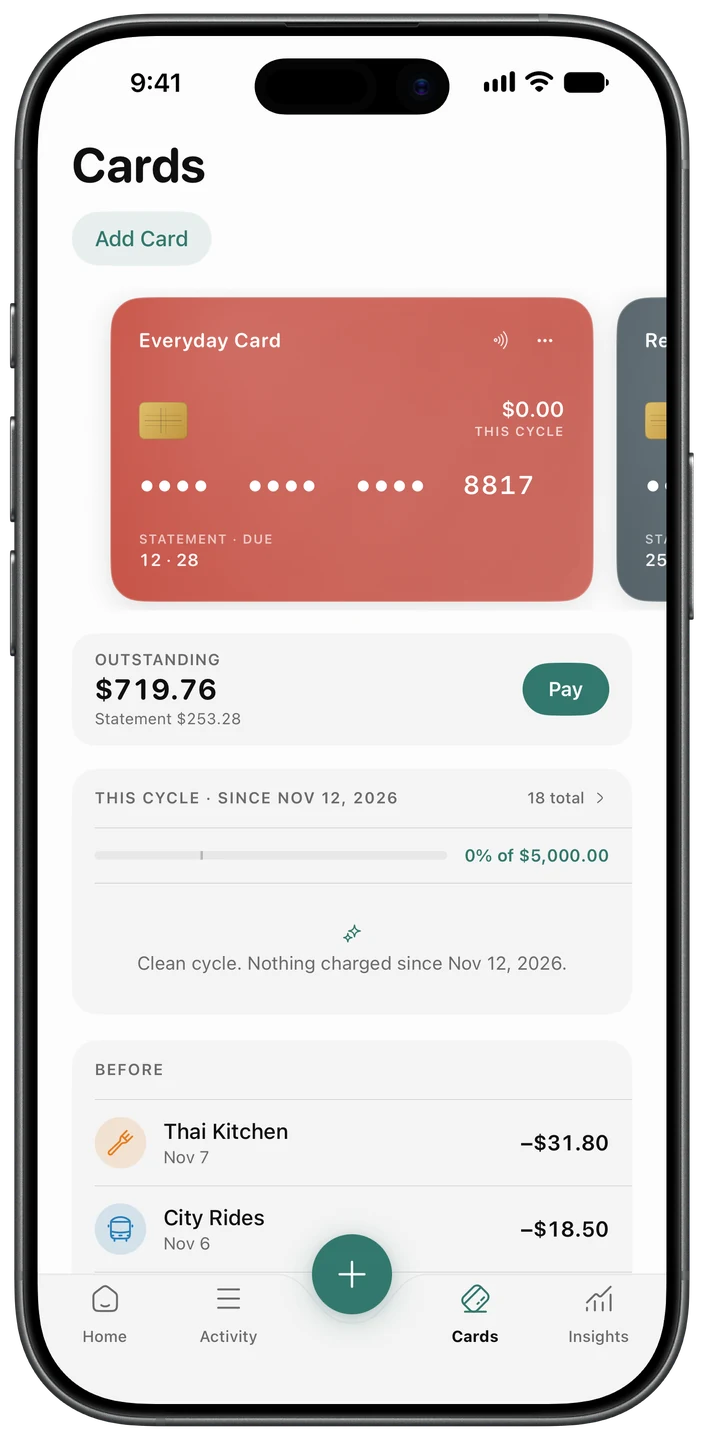 9:41
Cards
Add Card
Everyday Card
Re
$0.00
THIS CYCLE
•••• •••• •••• 8817
STATEMENT · DUE
STA
12 · 28
25
OUTSTANDING
$719.76
Statement $253.28
Pay
THIS CYCLE · SINCE NOV 12, 2026
18 total
0% of $5,000.00
Clean cycle. Nothing charged since Nov 12, 2026.
BEFORE
Thai Kitchen
Nov 7
–$31.80
City Rides
Nov 6
–$18.50
Home
Activity
Cards
Insights